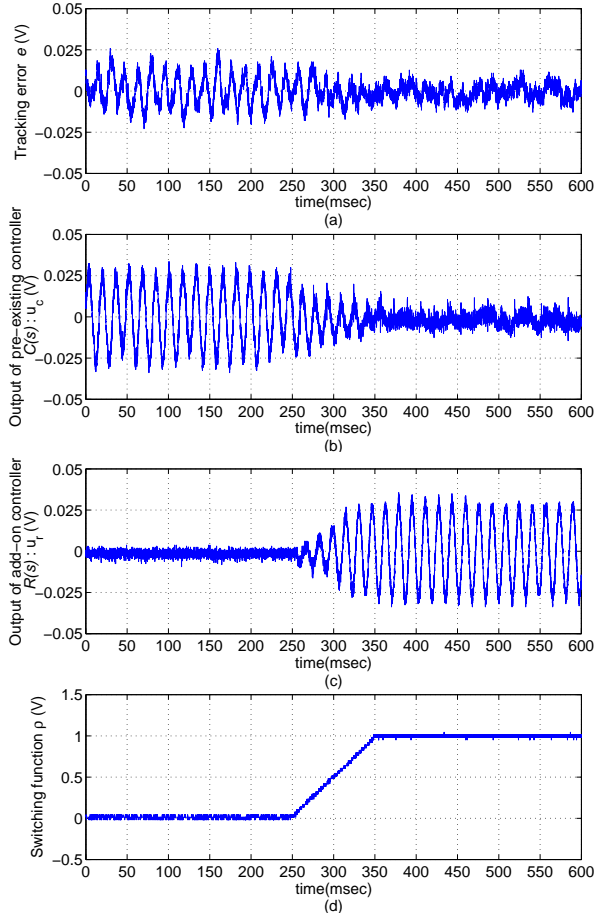 0.05
0.025
0
−0.025
−0.05
Tracking error e (V)
0 50 100 150 200 250 300 350 400 450 500 550 600
time(msec)
(a)
0.05
0.025
0
−0.025
−0.05
Output of pre−existing controller
C(s) : u_c (V)
0 50 100 150 200 250 300 350 400 450 500 550 600
time(msec)
(b)
0.05
0.025
0
−0.025
−0.05
Output of add−on controller
R(s) : u_r (V)
0 50 100 150 200 250 300 350 400 450 500 550 600
time(msec)
(c)
1.5
1
0.5
0
−0.5
Switching function ρ (V)
0 50 100 150 200 250 300 350 400 450 500 550 600
time(msec)
(d)